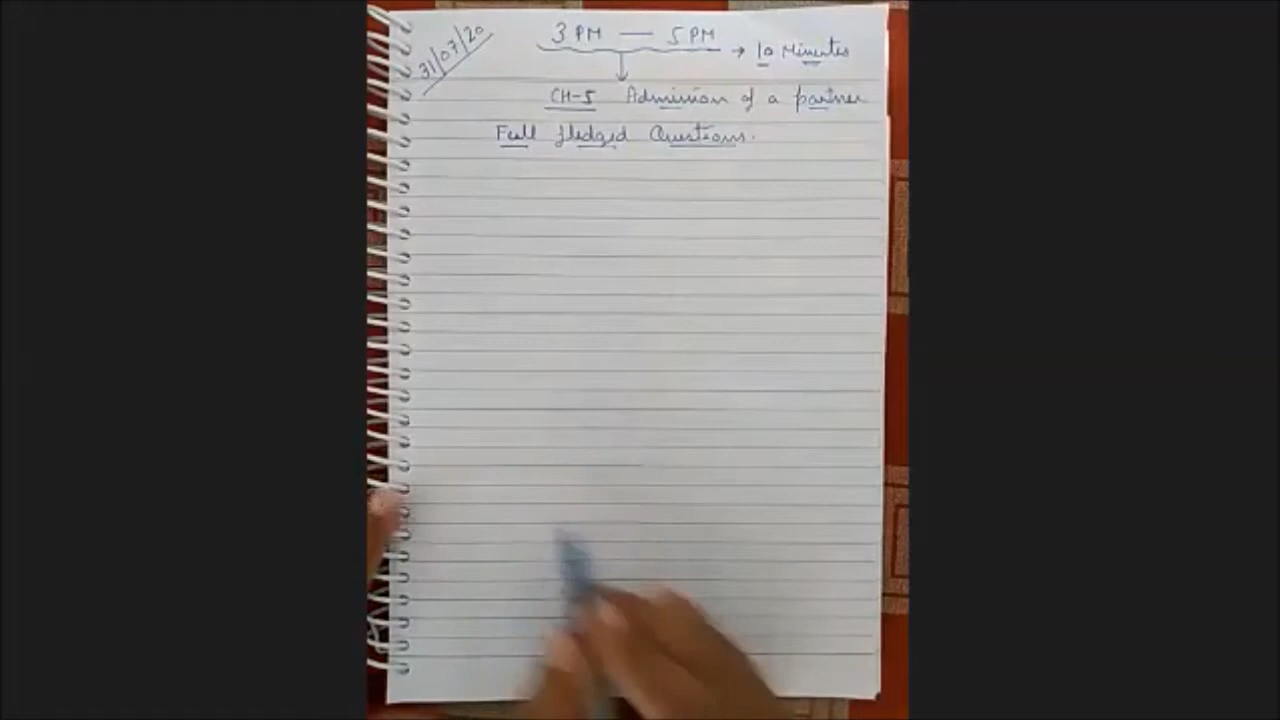 31/07/20
3 PM — 5 PM → 10 Minutes
CH-5 Admission of a partner
Full fledged Questions.